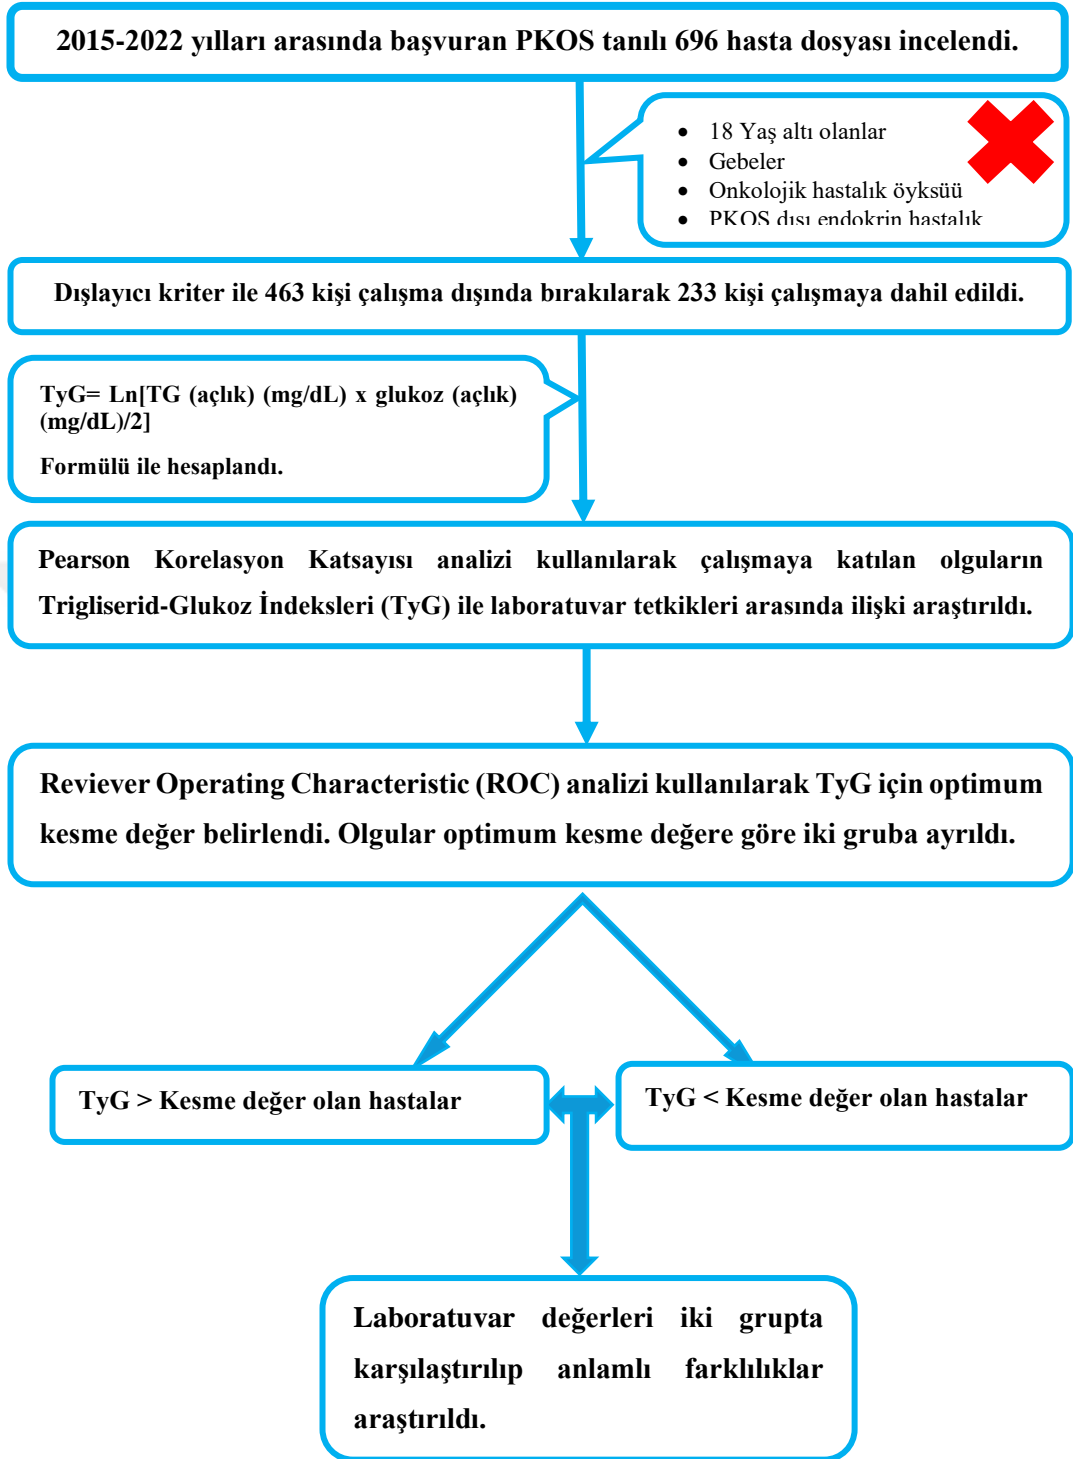 2015-2022 yılları arasında başvuran PKOS tanılı 696 hasta dosyası incelendi.
• 18 Yaş altı olanlar
• Gebeler
• Onkolojik hastalık öyksüü
• PKOS dışı endokrin hastalık
Dışlayıcı kriter ile 463 kişi çalışma dışında bırakılarak 233 kişi çalışmaya dahil edildi.
TyG= Ln[TG (açlık) (mg/dL) x glukoz (açlık)
(mg/dL)/2]
Formülü ile hesaplandı.
Pearson Korelasyon Katsayısı analizi kullanılarak çalışmaya katılan olguların
Trigliserid-Glukoz İndeksleri (TyG) ile laboratuvar tetkikleri arasında ilişki araştırıldı.
Reviever Operating Characteristic (ROC) analizi kullanılarak TyG için optimum
kesme değer belirlendi. Olgular optimum kesme değere göre iki gruba ayrıldı.
TyG > Kesme değer olan hastalar
TyG < Kesme değer olan hastalar
Laboratuvar değerleri iki grupta
karşılaştırılıp anlamlı farklılıklar
araştırıldı.